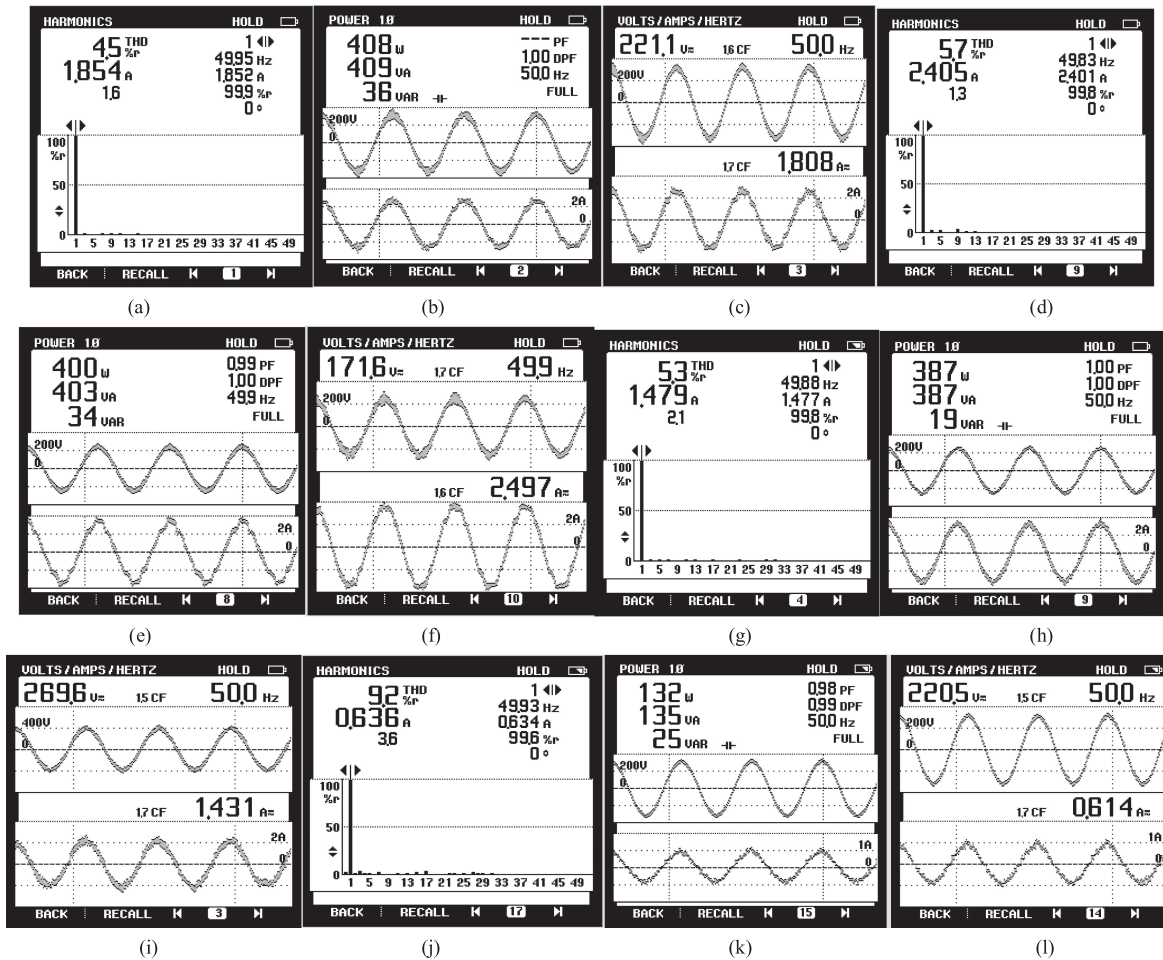 HARMONICS HOLD
4.5 THD %r 1
1.854 A 49.95 Hz
1.852 A
1.6 99.9 %r
0 °
100
%r
50
0
1 5 9 13 17 21 25 29 33 37 41 45 49
BACK RECALL 1
(a)
POWER 1.0 HOLD
408 W --- PF
409 VA 1.00 DPF
50.0 Hz
36 VAR FULL
200V
0
2A
0
BACK RECALL 2
(b)
VOLTS / AMPS / HERTZ HOLD
221.1 V≂ 1.6 CF 50.0 Hz
200V
0
1.7 CF 1.808 A≂
2A
0
BACK RECALL 3
(c)
HARMONICS HOLD
5.7 THD %r 1
2.405 A 49.83 Hz
2.401 A
1.3 99.8 %r
0 °
100
%r
50
0
1 5 9 13 17 21 25 29 33 37 41 45 49
BACK RECALL 9
(d)
POWER 1.0 HOLD
400 W 0.99 PF
403 VA 1.00 DPF
49.9 Hz
34 VAR FULL
200V
0
2A
0
BACK RECALL 8
(e)
VOLTS / AMPS / HERTZ HOLD
171.6 V≂ 1.7 CF 49.9 Hz
200V
0
1.6 CF 2.497 A≂
2A
0
BACK RECALL 10
(f)
HARMONICS HOLD
5.3 THD %r 1
1.479 A 49.88 Hz
1.477 A
2.1 99.8 %r
0 °
100
%r
50
0
1 5 9 13 17 21 25 29 33 37 41 45 49
BACK RECALL 4
(g)
POWER 1.0 HOLD
387 W 1.00 PF
387 VA 1.00 DPF
50.0 Hz
19 VAR FULL
200V
0
2A
0
BACK RECALL 9
(h)
VOLTS / AMPS / HERTZ HOLD
269.6 V≂ 1.5 CF 50.0 Hz
400V
0
1.7 CF 1.431 A≂
2A
0
BACK RECALL 3
(i)
HARMONICS HOLD
9.2 THD %r 1
0.636 A 49.93 Hz
0.634 A
3.6 99.6 %r
0 °
100
%r
50
0
1 5 9 13 17 21 25 29 33 37 41 45 49
BACK RECALL 17
(j)
POWER 1.0 HOLD
132 W 0.98 PF
135 VA 0.99 DPF
50.0 Hz
25 VAR FULL
200V
0
1A
0
BACK RECALL 15
(k)
VOLTS / AMPS / HERTZ HOLD
220.5 V≂ 1.5 CF 50.0 Hz
200V
0
1.7 CF 0.614 A≂
1A
0
BACK RECALL 14
(l)